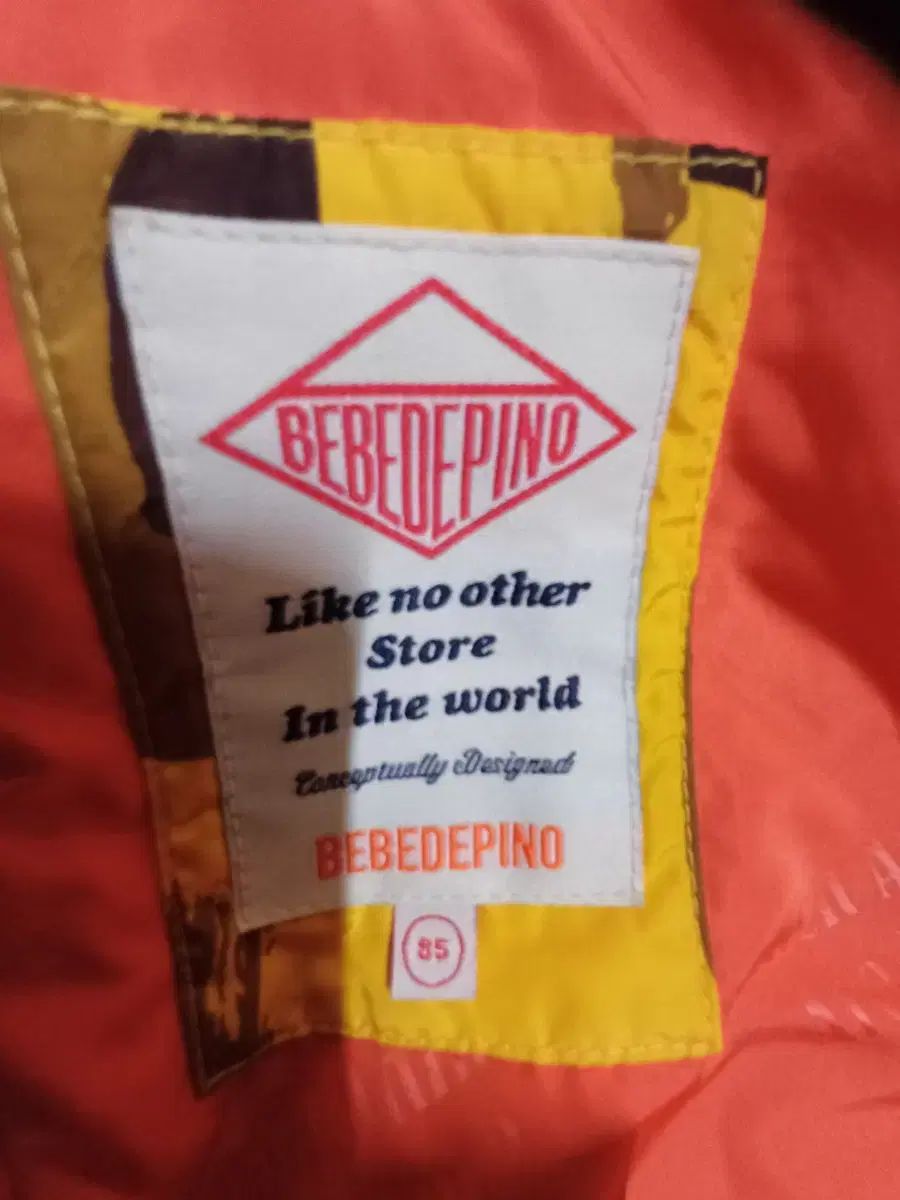 BEBEDEPINO
Like no other
Store
In the world
Conceptually Designed
BEBEDEPINO
85